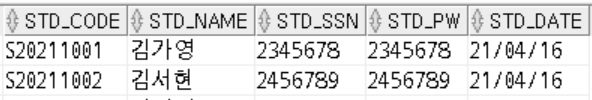 STD_CODE STD_NAME STD_SSN STD_PW STD_DATE
S20211001 김가영 2345678 2345678 21/04/16
S20211002 김서현 2456789 2456789 21/04/16